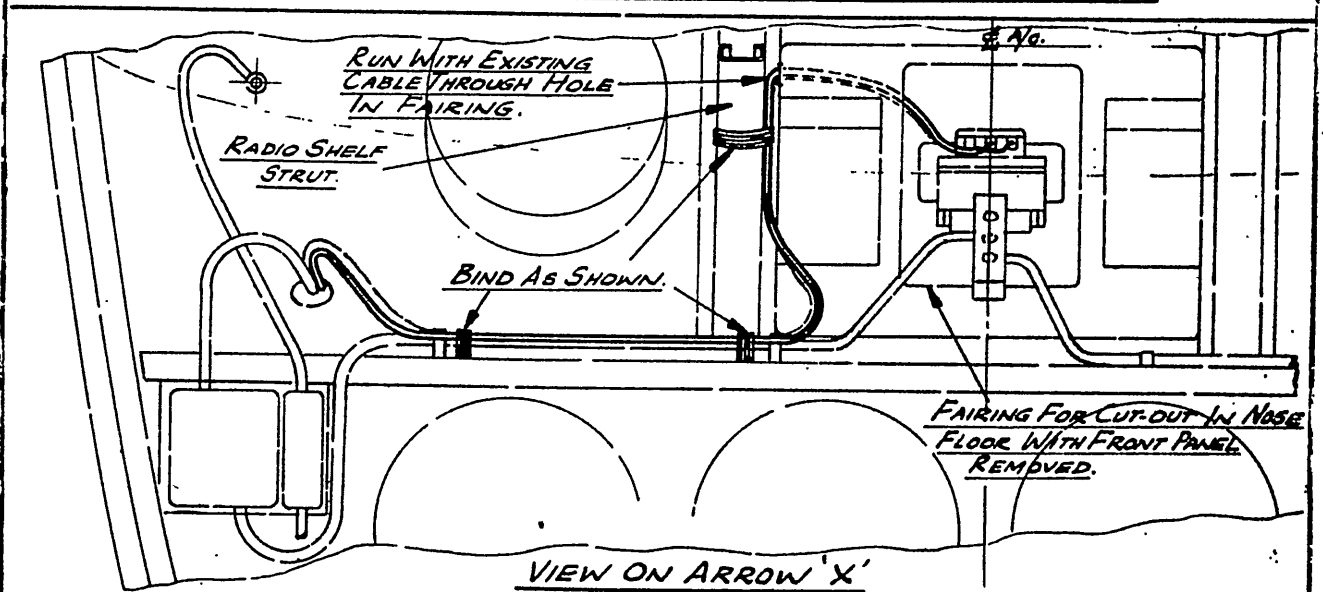 RUN WITH EXISTING
CABLE THROUGH HOLE
IN FAIRING.
℄ A/C.
RADIO SHELF
STRUT.
BIND AS SHOWN.
FAIRING FOR CUT-OUT IN NOSE
FLOOR WITH FRONT PANEL
REMOVED.
VIEW ON ARROW 'X'